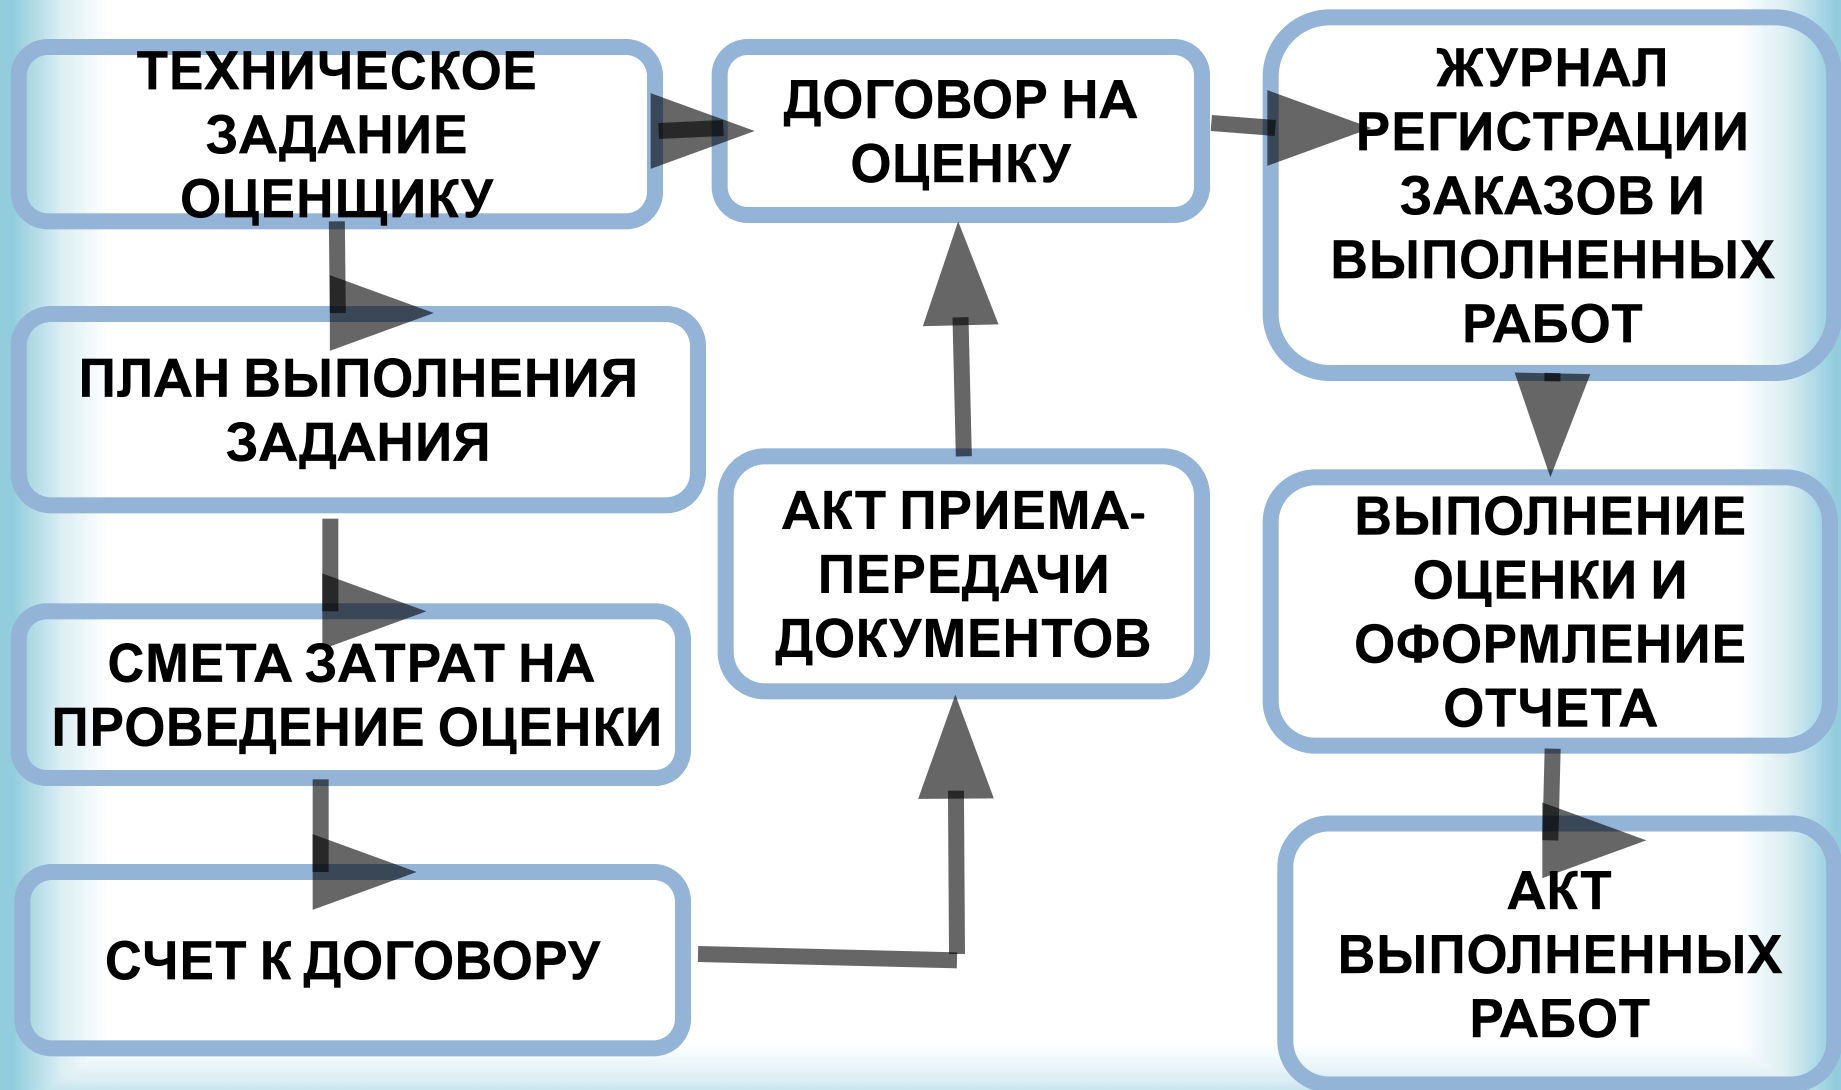 ТЕХНИЧЕСКОЕ
ЗАДАНИЕ
ОЦЕНЩИКУ
ПЛАН ВЫПОЛНЕНИЯ
ЗАДАНИЯ
СМЕТА ЗАТРАТ НА
ПРОВЕДЕНИЕ ОЦЕНКИ
СЧЕТ К ДОГОВОРУ
ДОГОВОР НА
ОЦЕНКУ
АКТ ПРИЕМА-
ПЕРЕДАЧИ
ДОКУМЕНТОВ
ЖУРНАЛ
РЕГИСТРАЦИИ
ЗАКАЗОВ И
ВЫПОЛНЕННЫХ
РАБОТ
ВЫПОЛНЕНИЕ
ОЦЕНКИ И
ОФОРМЛЕНИЕ
ОТЧЕТА
АКТ
ВЫПОЛНЕННЫХ
РАБОТ